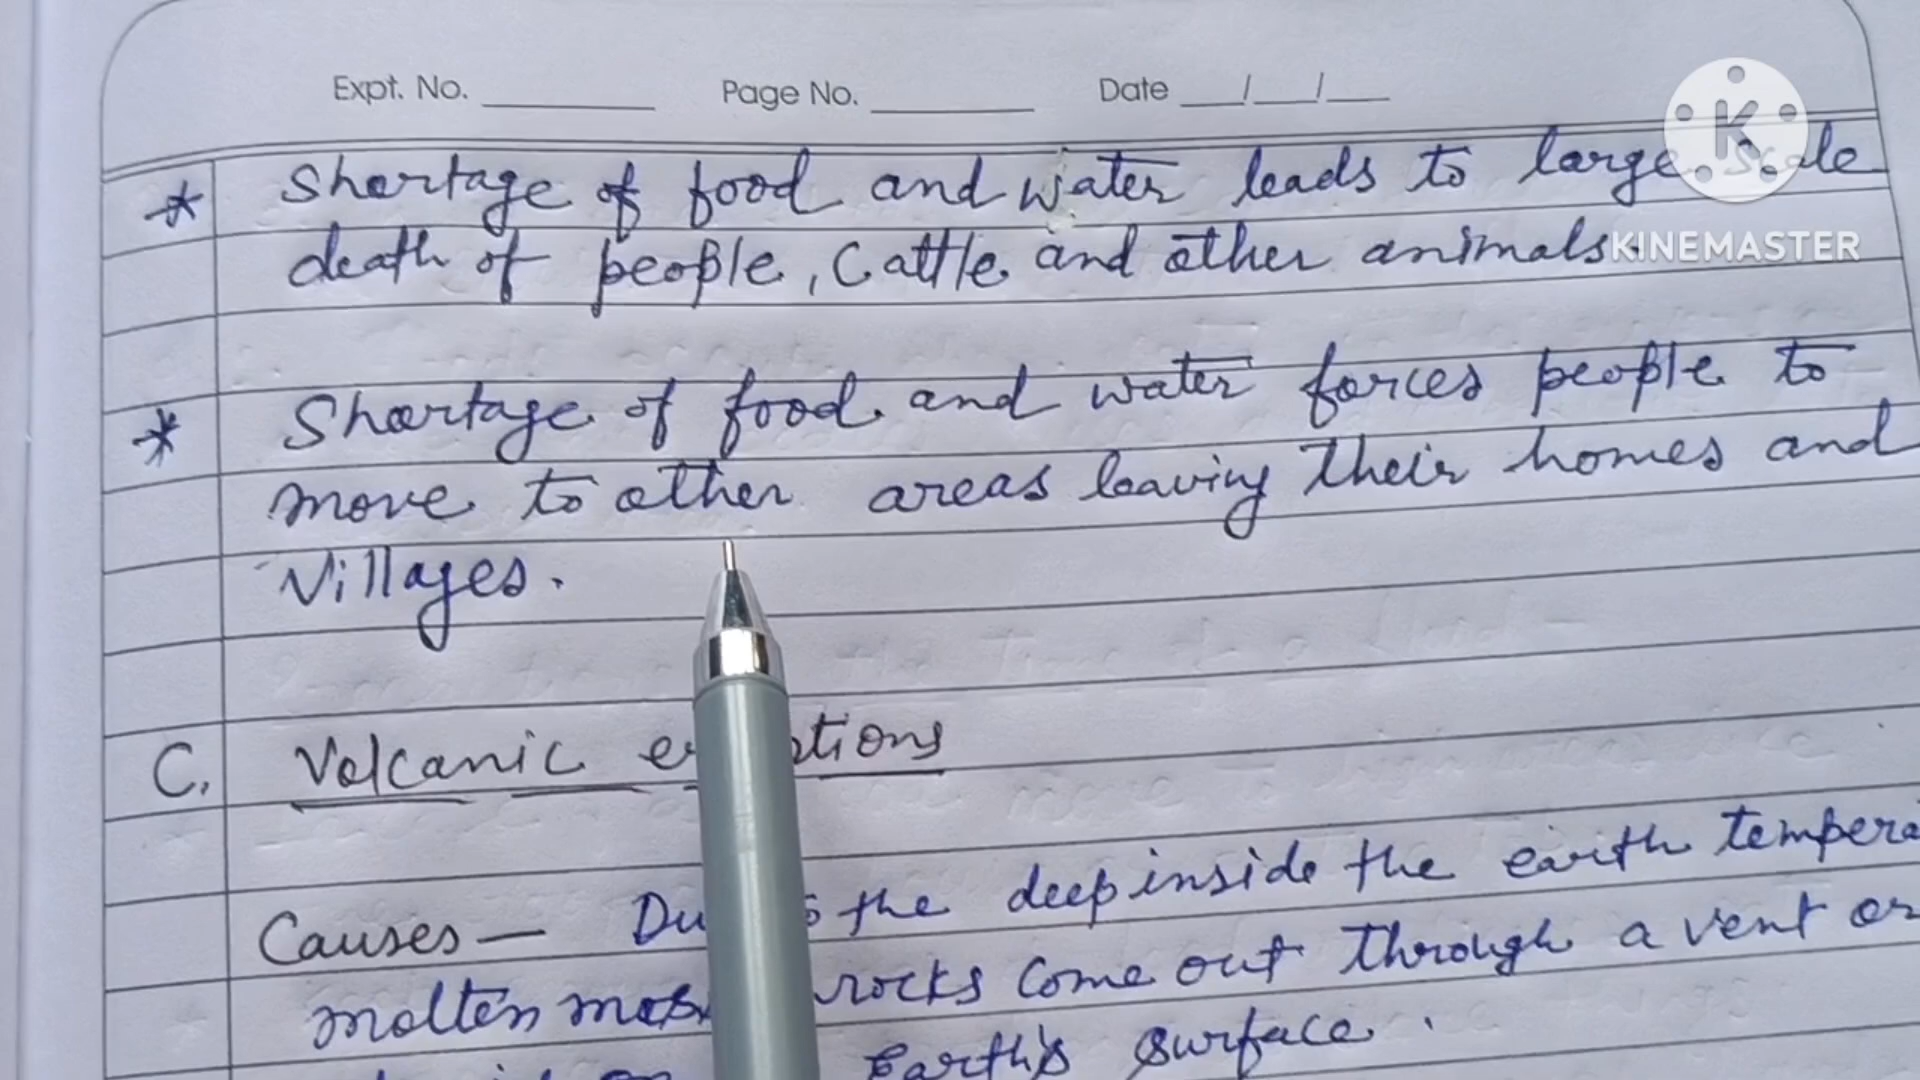 Expt. No. Page No. Date
* Shortage of food and water leads to large scale
death of people, Cattle and other animals.
KINEMASTER
* Shortage of food and water forces people to
move to other areas leaving their homes and
Villages.
C. Volcanic
Causes — the deep inside the earth
molten rocks come out through a vent or
Earth's surface.